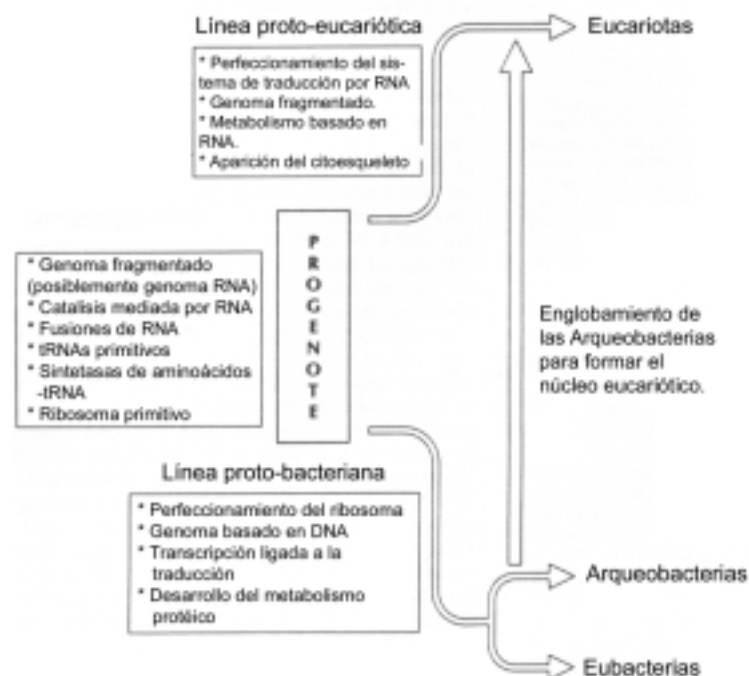 Línea proto-eucariótica
* Perfeccionamiento del sis-
tema de traducción por RNA
* Genoma fragmentado.
* Metabolismo basado en
RNA.
* Aparición del citoesqueleto
Eucariotas
PROGENOTE
* Genoma fragmentado
(posiblemente genoma RNA)
* Catalisis mediada por RNA
* Fusiones de RNA
* tRNAs primitivos
* Sintetasas de aminoácidos
-tRNA
* Ribosoma primitivo
Englobamiento de
las Arqueobacterias
para formar el
núcleo eucariótico.
Línea proto-bacteriana
* Perfeccionamiento del ribosoma
* Genoma basado en DNA
* Transcripción ligada a la
traducción
* Desarrollo del metabolismo
protéico
Arqueobacterias
Eubacterias